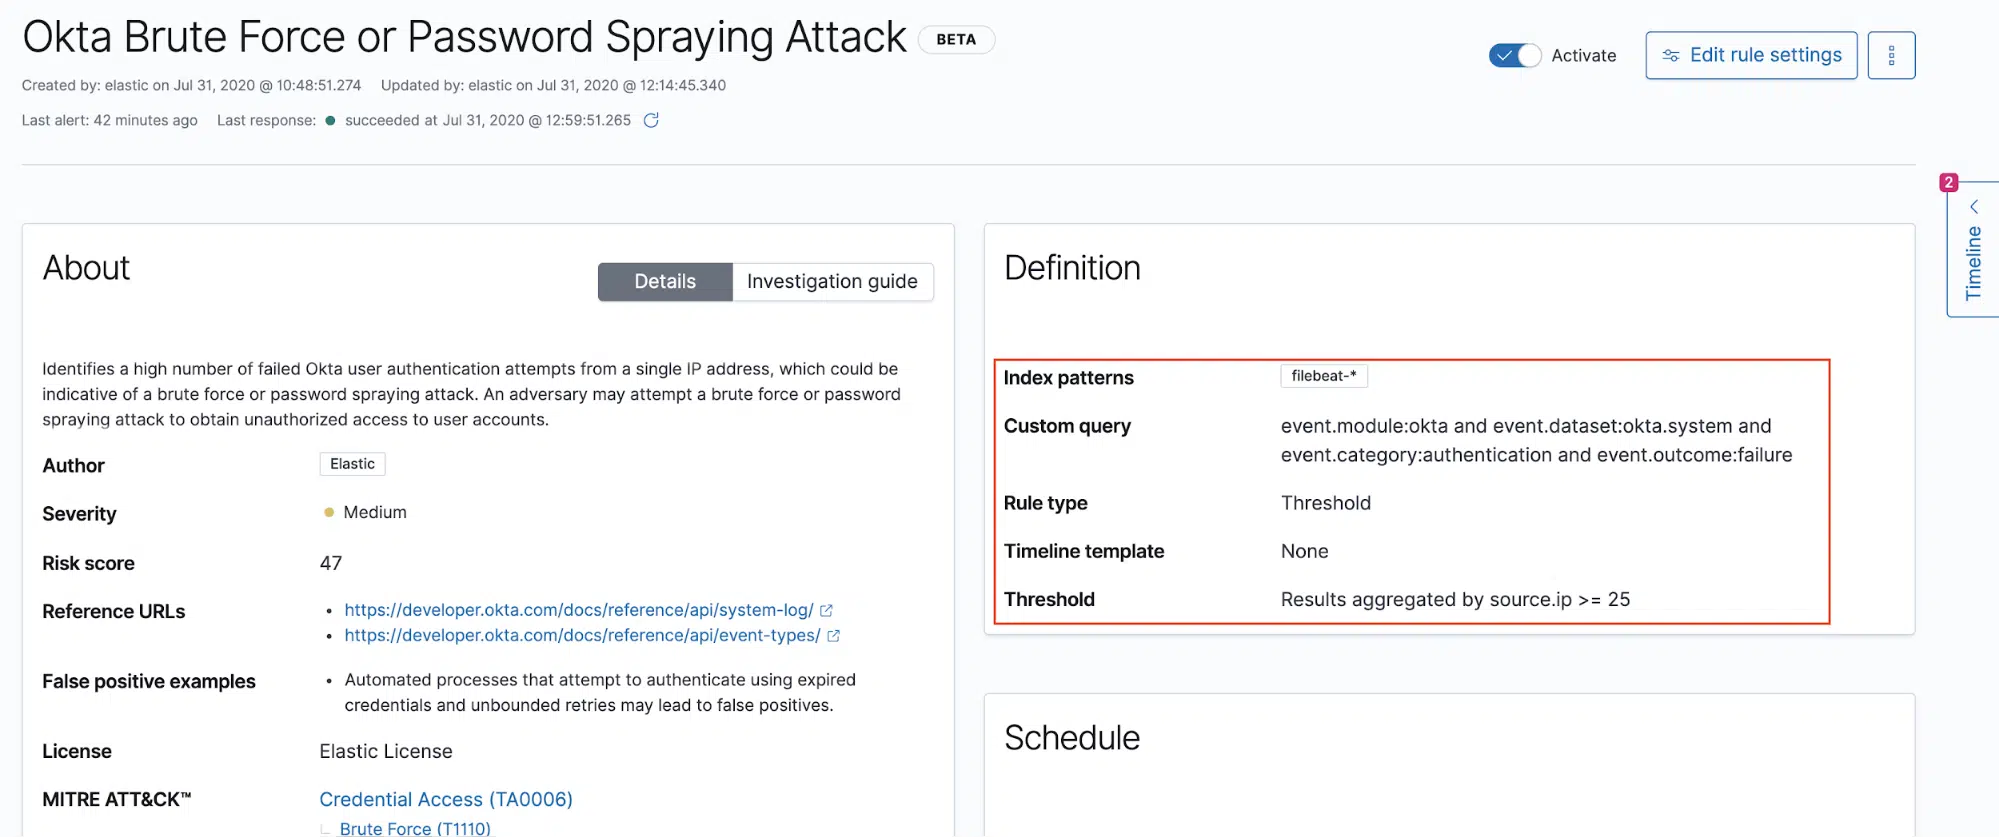 Okta Brute Force or Password Spraying Attack BETA
Activate
Edit rule settings
Created by: elastic on Jul 31, 2020 @ 10:48:51.274 Updated by: elastic on Jul 31, 2020 @ 12:14:45.340
Last alert: 42 minutes ago Last response: succeeded at Jul 31, 2020 @ 12:59:51.265
2
Timeline
About
Details Investigation guide
Identifies a high number of failed Okta user authentication attempts from a single IP address, which could be
indicative of a brute force or password spraying attack. An adversary may attempt a brute force or password
spraying attack to obtain unauthorized access to user accounts.
Author Elastic
Severity Medium
Risk score 47
Reference URLs • https://developer.okta.com/docs/reference/api/system-log/
• https://developer.okta.com/docs/reference/api/event-types/
False positive examples • Automated processes that attempt to authenticate using expired
credentials and unbounded retries may lead to false positives.
License Elastic License
MITRE ATT&CK™ Credential Access (TA0006)
Brute Force (T1110)
Definition
Index patterns filebeat-*
Custom query event.module:okta and event.dataset:okta.system and
event.category:authentication and event.outcome:failure
Rule type Threshold
Timeline template None
Threshold Results aggregated by source.ip >= 25
Schedule